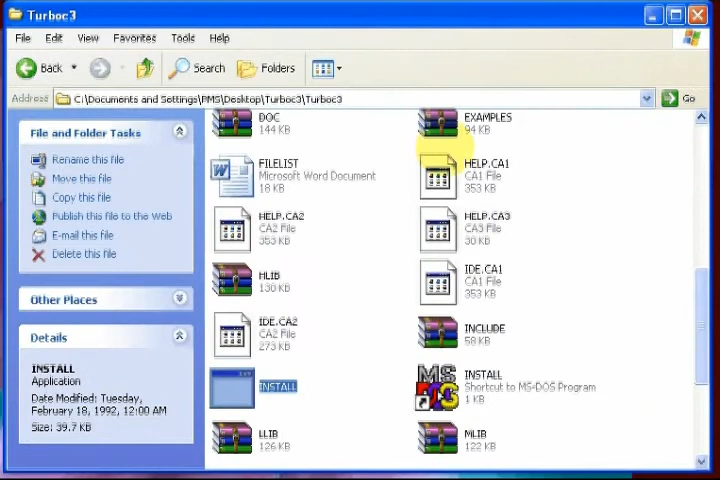 Turboc3
File Edit View Favorites Tools Help
Back Search Folders
Address C:\Documents and Settings\PMS\Desktop\Turboc3\Turboc3 Go
File and Folder Tasks
Rename this file
Move this file
Copy this file
Publish this file to the Web
E-mail this file
Delete this file
Other Places
Details
INSTALL
Application
Date Modified: Tuesday,
February 18, 1992, 12:00 AM
Size: 39.7 KB
DOC
144 KB
EXAMPLES
94 KB
FILELIST
Microsoft Word Document
18 KB
HELP.CA1
CA1 File
353 KB
HELP.CA2
CA2 File
353 KB
HELP.CA3
CA3 File
30 KB
HLIB
130 KB
IDE.CA1
CA1 File
353 KB
IDE.CA2
CA2 File
273 KB
INCLUDE
58 KB
INSTALL
MS
DOS
INSTALL
Shortcut to MS-DOS Program
1 KB
LLIB
126 KB
MLIB
122 KB